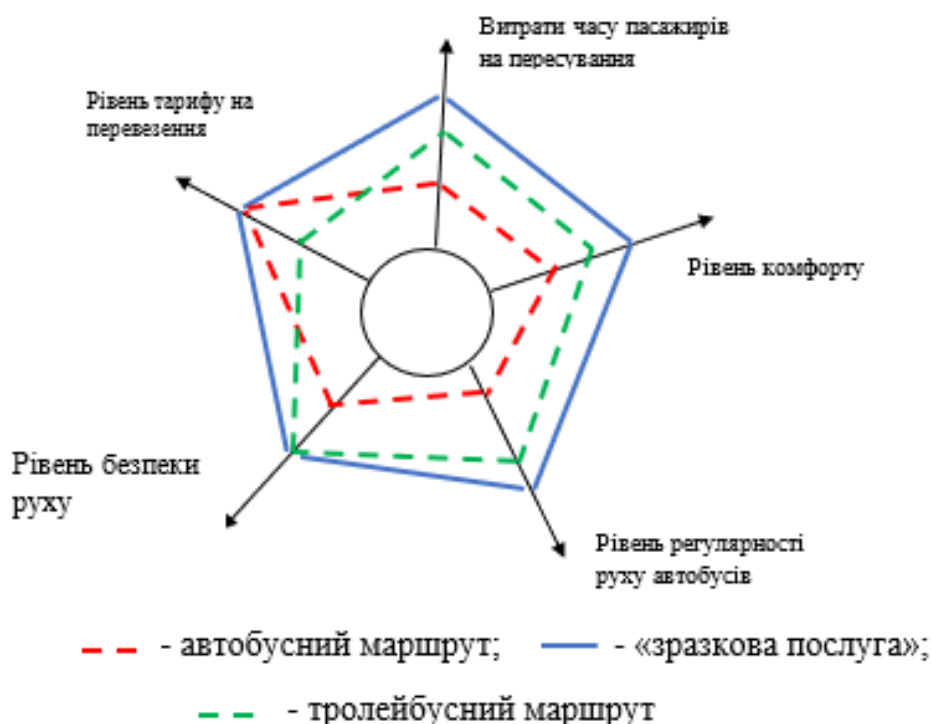 Витрати часу пасажирів
на пересування
Рівень тарифу на
перевезення
Рівень комфорту
Рівень безпеки
руху
Рівень регулярності
руху автобусів
- автобусний маршрут;
- «зразкова послуга»;
- тролейбусний маршрут